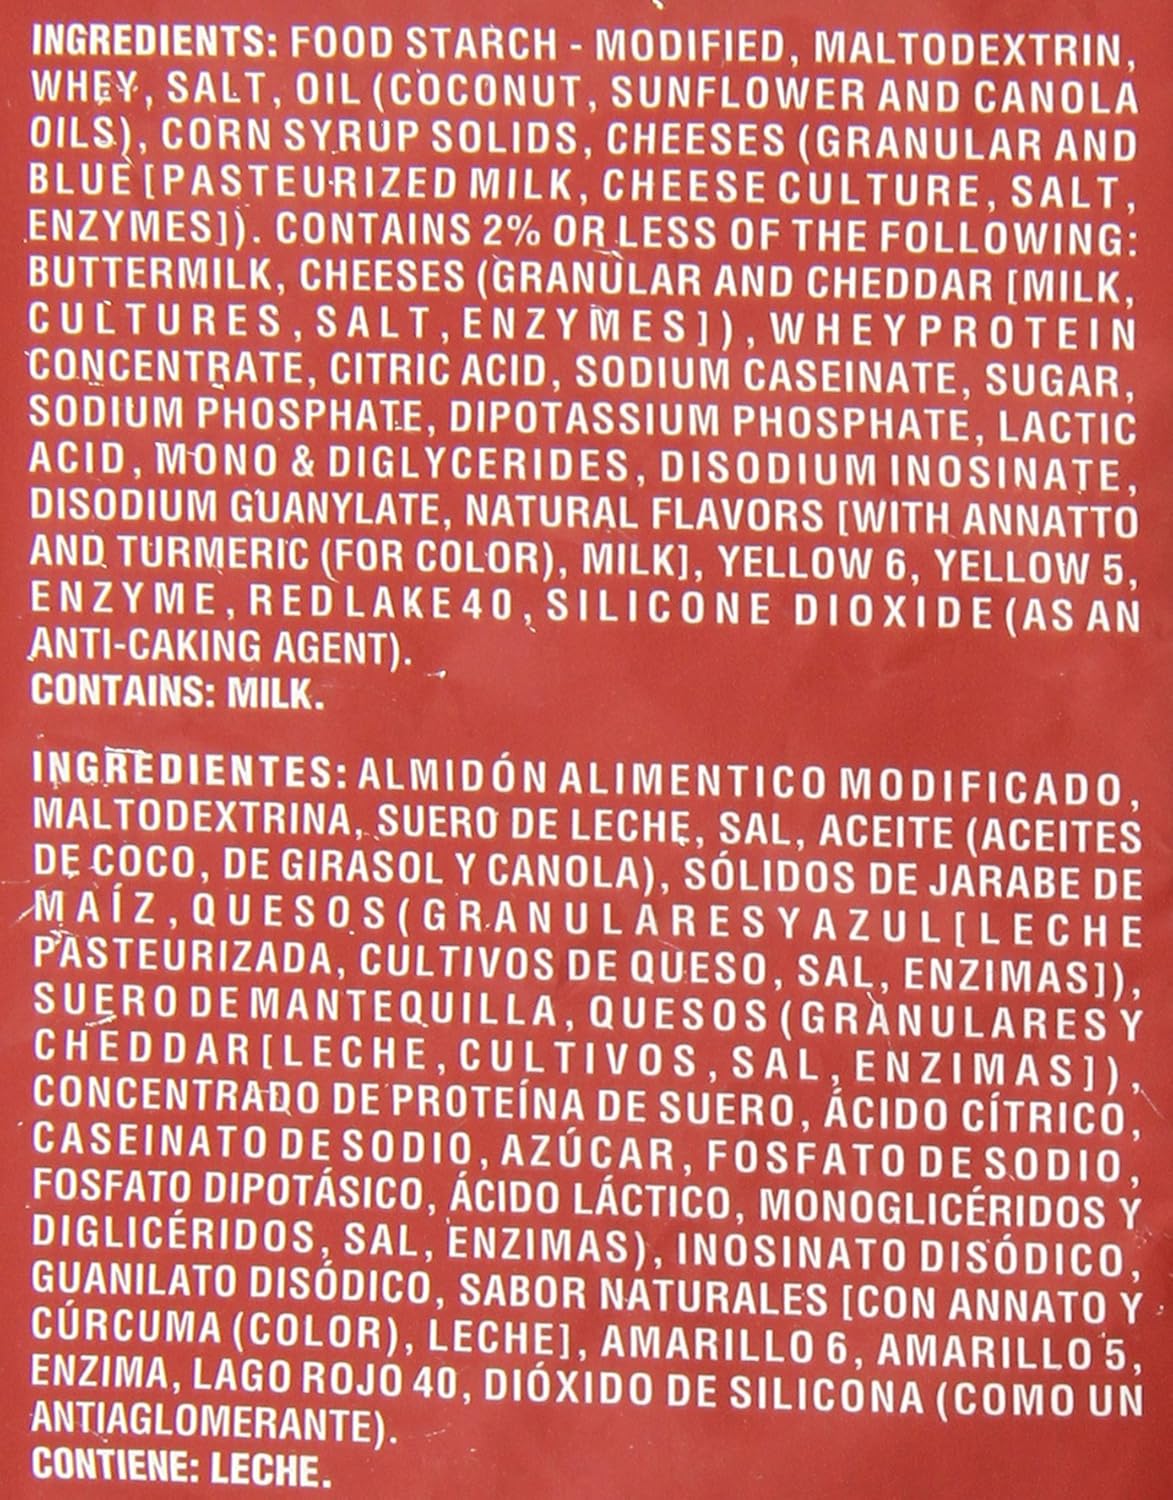 INGREDIENTS: FOOD STARCH - MODIFIED, MALTODEXTRIN,
WHEY, SALT, OIL (COCONUT, SUNFLOWER AND CANOLA
OILS), CORN SYRUP SOLIDS, CHEESES (GRANULAR AND
BLUE [PASTEURIZED MILK, CHEESE CULTURE, SALT,
ENZYMES]). CONTAINS 2% OR LESS OF THE FOLLOWING:
BUTTERMILK, CHEESES (GRANULAR AND CHEDDAR [MILK,
CULTURES, SALT, ENZYMES]), WHEY PROTEIN
CONCENTRATE, CITRIC ACID, SODIUM CASEINATE, SUGAR,
SODIUM PHOSPHATE, DIPOTASSIUM PHOSPHATE, LACTIC
ACID, MONO & DIGLYCERIDES, DISODIUM INOSINATE,
DISODIUM GUANYLATE, NATURAL FLAVORS [WITH ANNATTO
AND TURMERIC (FOR COLOR), MILK], YELLOW 6, YELLOW 5,
ENZYME, RED LAKE 40, SILICONE DIOXIDE (AS AN
ANTI-CAKING AGENT).
CONTAINS: MILK.
INGREDIENTES: ALMIDÓN ALIMENTICO MODIFICADO,
MALTODEXTRINA, SUERO DE LECHE, SAL, ACEITE (ACEITES
DE COCO, DE GIRASOL Y CANOLA), SÓLIDOS DE JARABE DE
MAÍZ, QUESOS (GRANULARES Y AZUL [LECHE
PASTEURIZADA, CULTIVOS DE QUESO, SAL, ENZIMAS]),
SUERO DE MANTEQUILLA, QUESOS (GRANULARES Y
CHEDDAR [LECHE, CULTIVOS, SAL, ENZIMAS]),
CONCENTRADO DE PROTEÍNA DE SUERO, ÁCIDO CÍTRICO,
CASEINATO DE SODIO, AZÚCAR, FOSFATO DE SODIO,
FOSFATO DIPOTÁSICO, ÁCIDO LÁCTICO, MONOGLICÉRIDOS Y
DIGLICÉRIDOS, SAL, ENZIMAS), INOSINATO DISÓDICO,
GUANILATO DISÓDICO, SABOR NATURALES [CON ANNATO Y
CÚRCUMA (COLOR), LECHE], AMARILLO 6, AMARILLO 5,
ENZIMA, LAGO ROJO 40, DIÓXIDO DE SILICONA (COMO UN
ANTIAGLOMERANTE).
CONTIENE: LECHE.